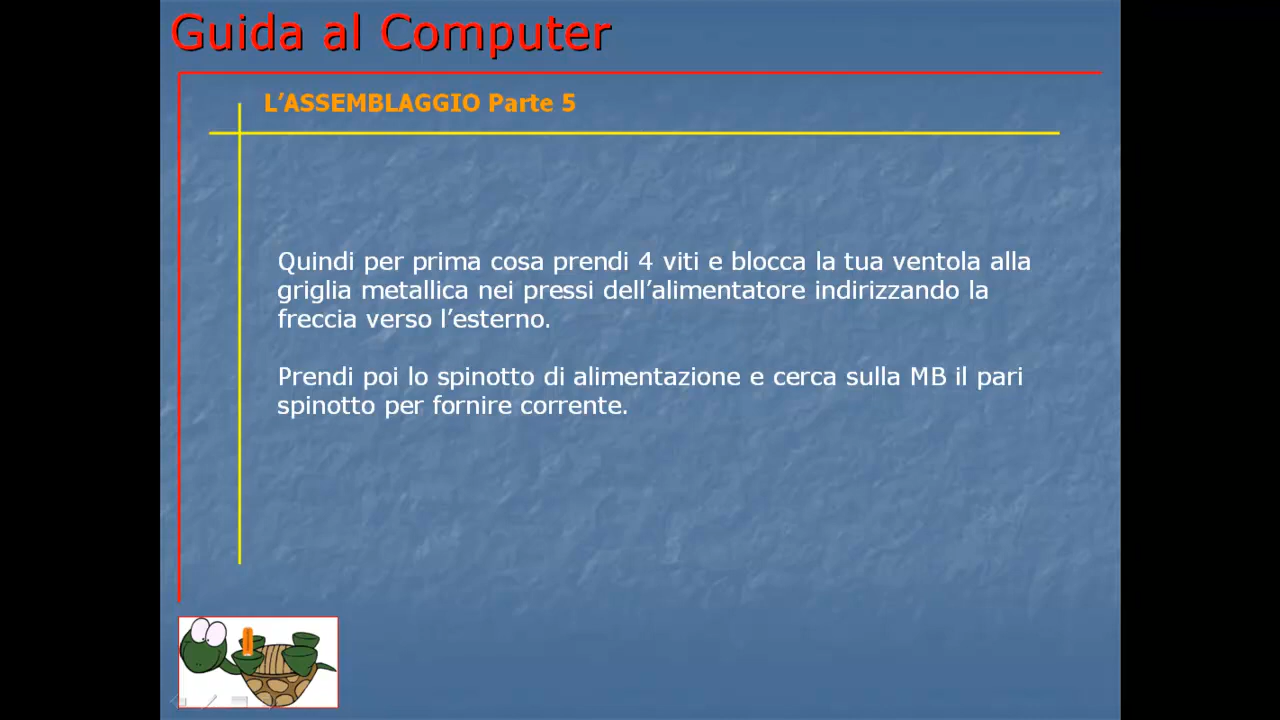 Guida al Computer
L’ASSEMBLAGGIO Parte 5
Quindi per prima cosa prendi 4 viti e blocca la tua ventola alla
griglia metallica nei pressi dell’alimentatore indirizzando la
freccia verso l’esterno.
Prendi poi lo spinotto di alimentazione e cerca sulla MB il pari
spinotto per fornire corrente.